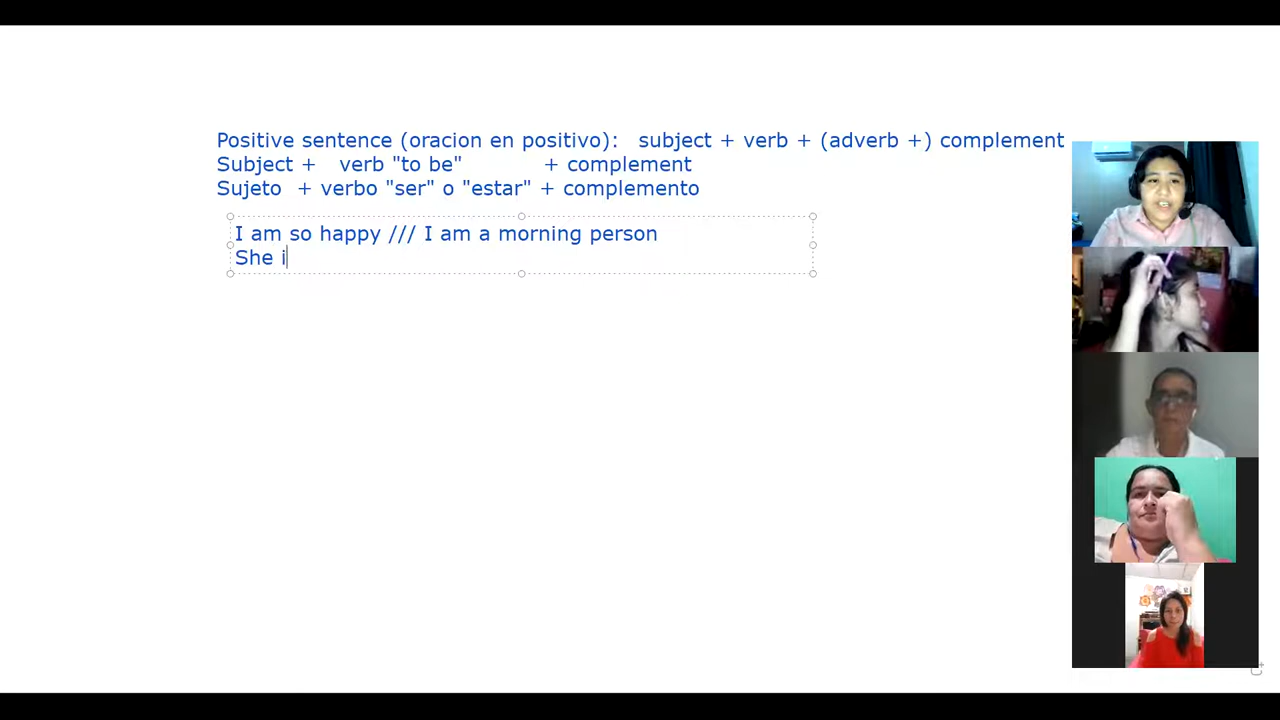 Positive sentence (oracion en positivo): subject + verb + (adverb +) complement
Subject + verb "to be" + complement
Sujeto + verbo "ser" o "estar" + complemento
I am so happy /// I am a morning person
She i